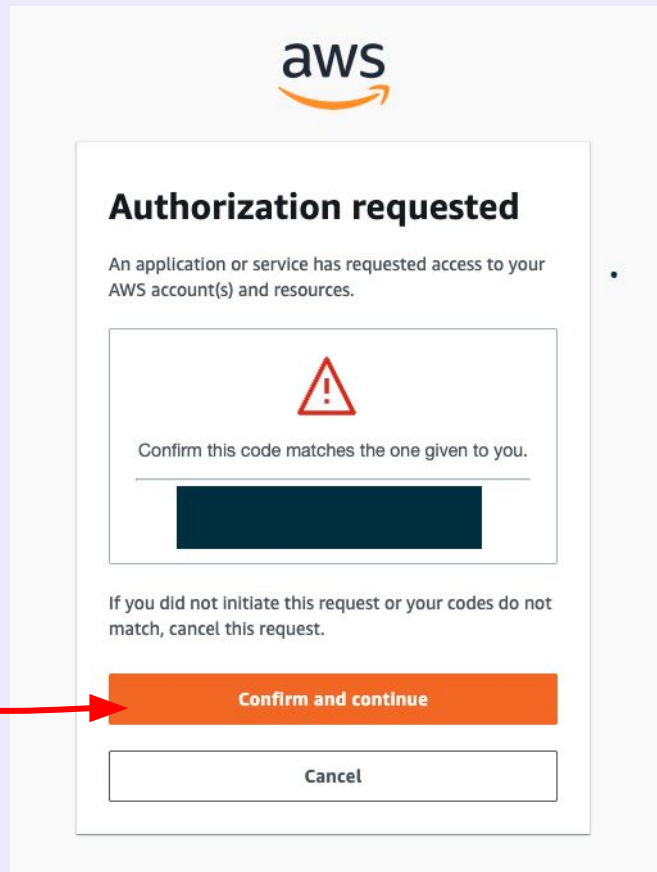 aws
Authorization requested
An application or service has requested access to your
AWS account(s) and resources.
Confirm this code matches the one given to you.
If you did not initiate this request or your codes do not
match, cancel this request.
Confirm and continue
Cancel